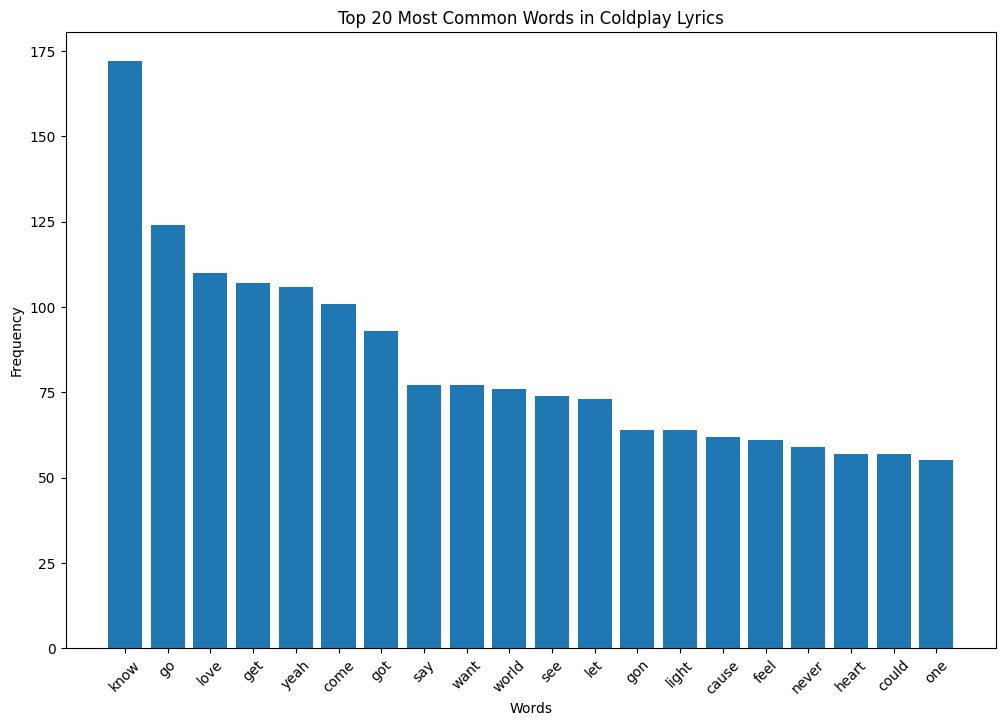 Top 20 Most Common Words in Coldplay Lyrics
175
150
125
100
75
50
25
0
Frequency
know
go
love
get
yeah
come
got
say
want
world
see
let
gon
light
cause
feel
never
heart
could
one
Words